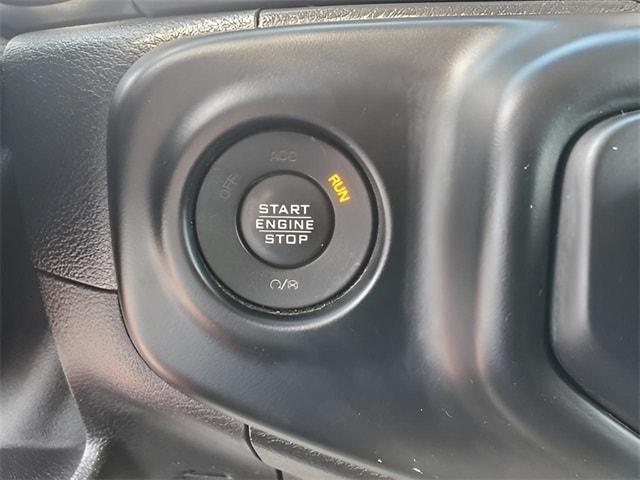 ACC
OFF
RUN
START
ENGINE
STOP